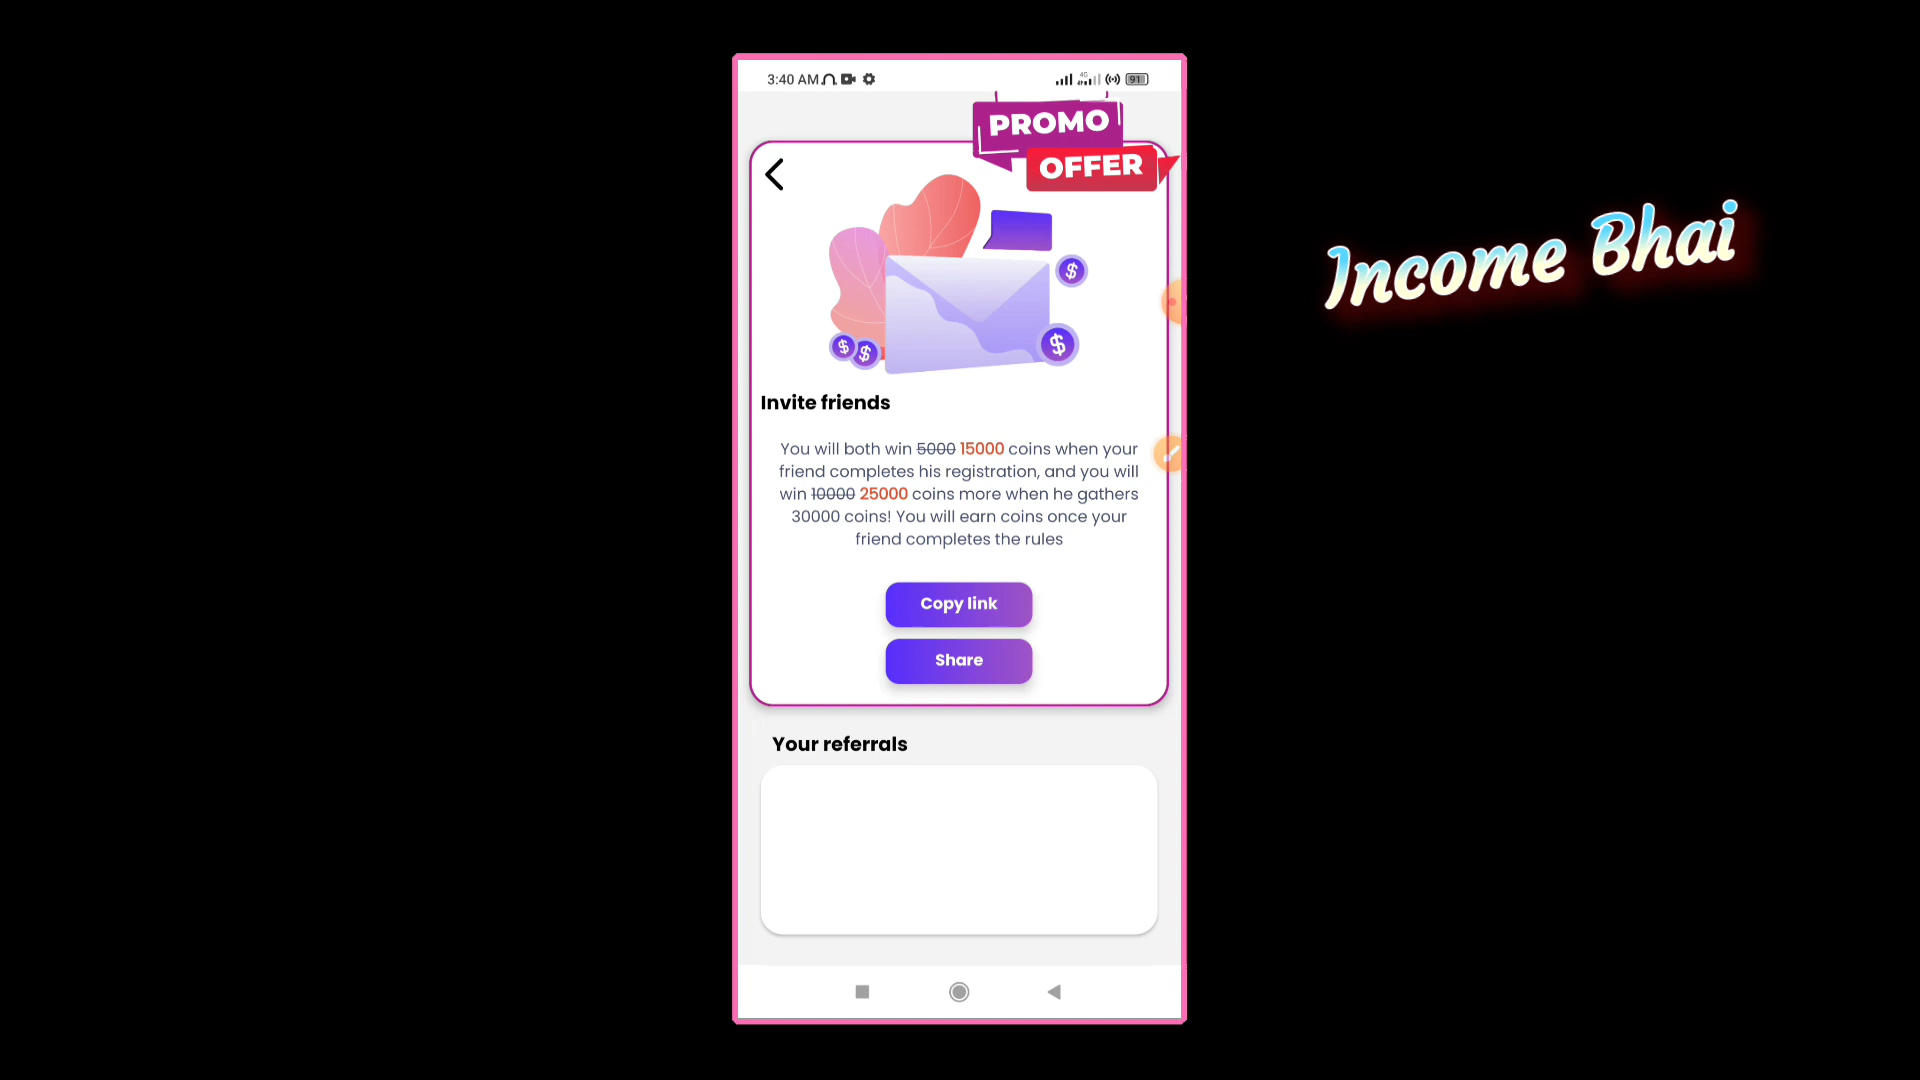 3:40 AM
4G
91
PROMO
OFFER
Income Bhai
$
$
$ $
Invite friends
You will both win 5000 15000 coins when your
friend completes his registration, and you will
win 10000 25000 coins more when he gathers
30000 coins! You will earn coins once your
friend completes the rules
Copy link
Share
Your referrals